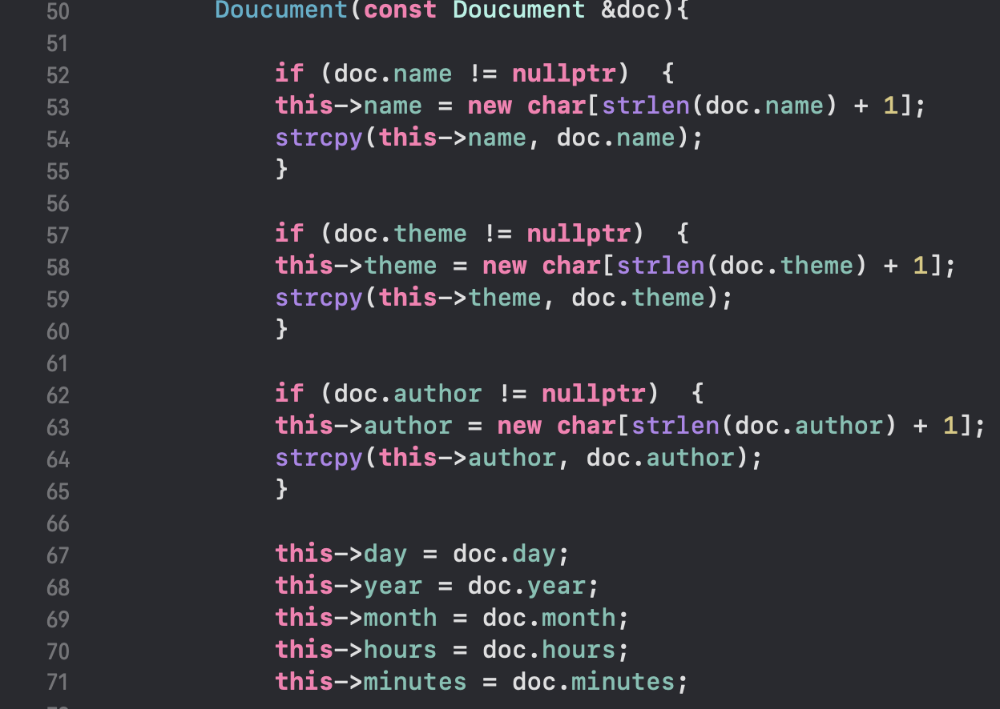 50 Doucument(const Doucument &doc){
51
52 if (doc.name != nullptr)  {
53 this->name = new char[strlen(doc.name) + 1];
54 strcpy(this->name, doc.name);
55 }
56
57 if (doc.theme != nullptr)  {
58 this->theme = new char[strlen(doc.theme) + 1];
59 strcpy(this->theme, doc.theme);
60 }
61
62 if (doc.author != nullptr)  {
63 this->author = new char[strlen(doc.author) + 1];
64 strcpy(this->author, doc.author);
65 }
66
67 this->day = doc.day;
68 this->year = doc.year;
69 this->month = doc.month;
70 this->hours = doc.hours;
71 this->minutes = doc.minutes;